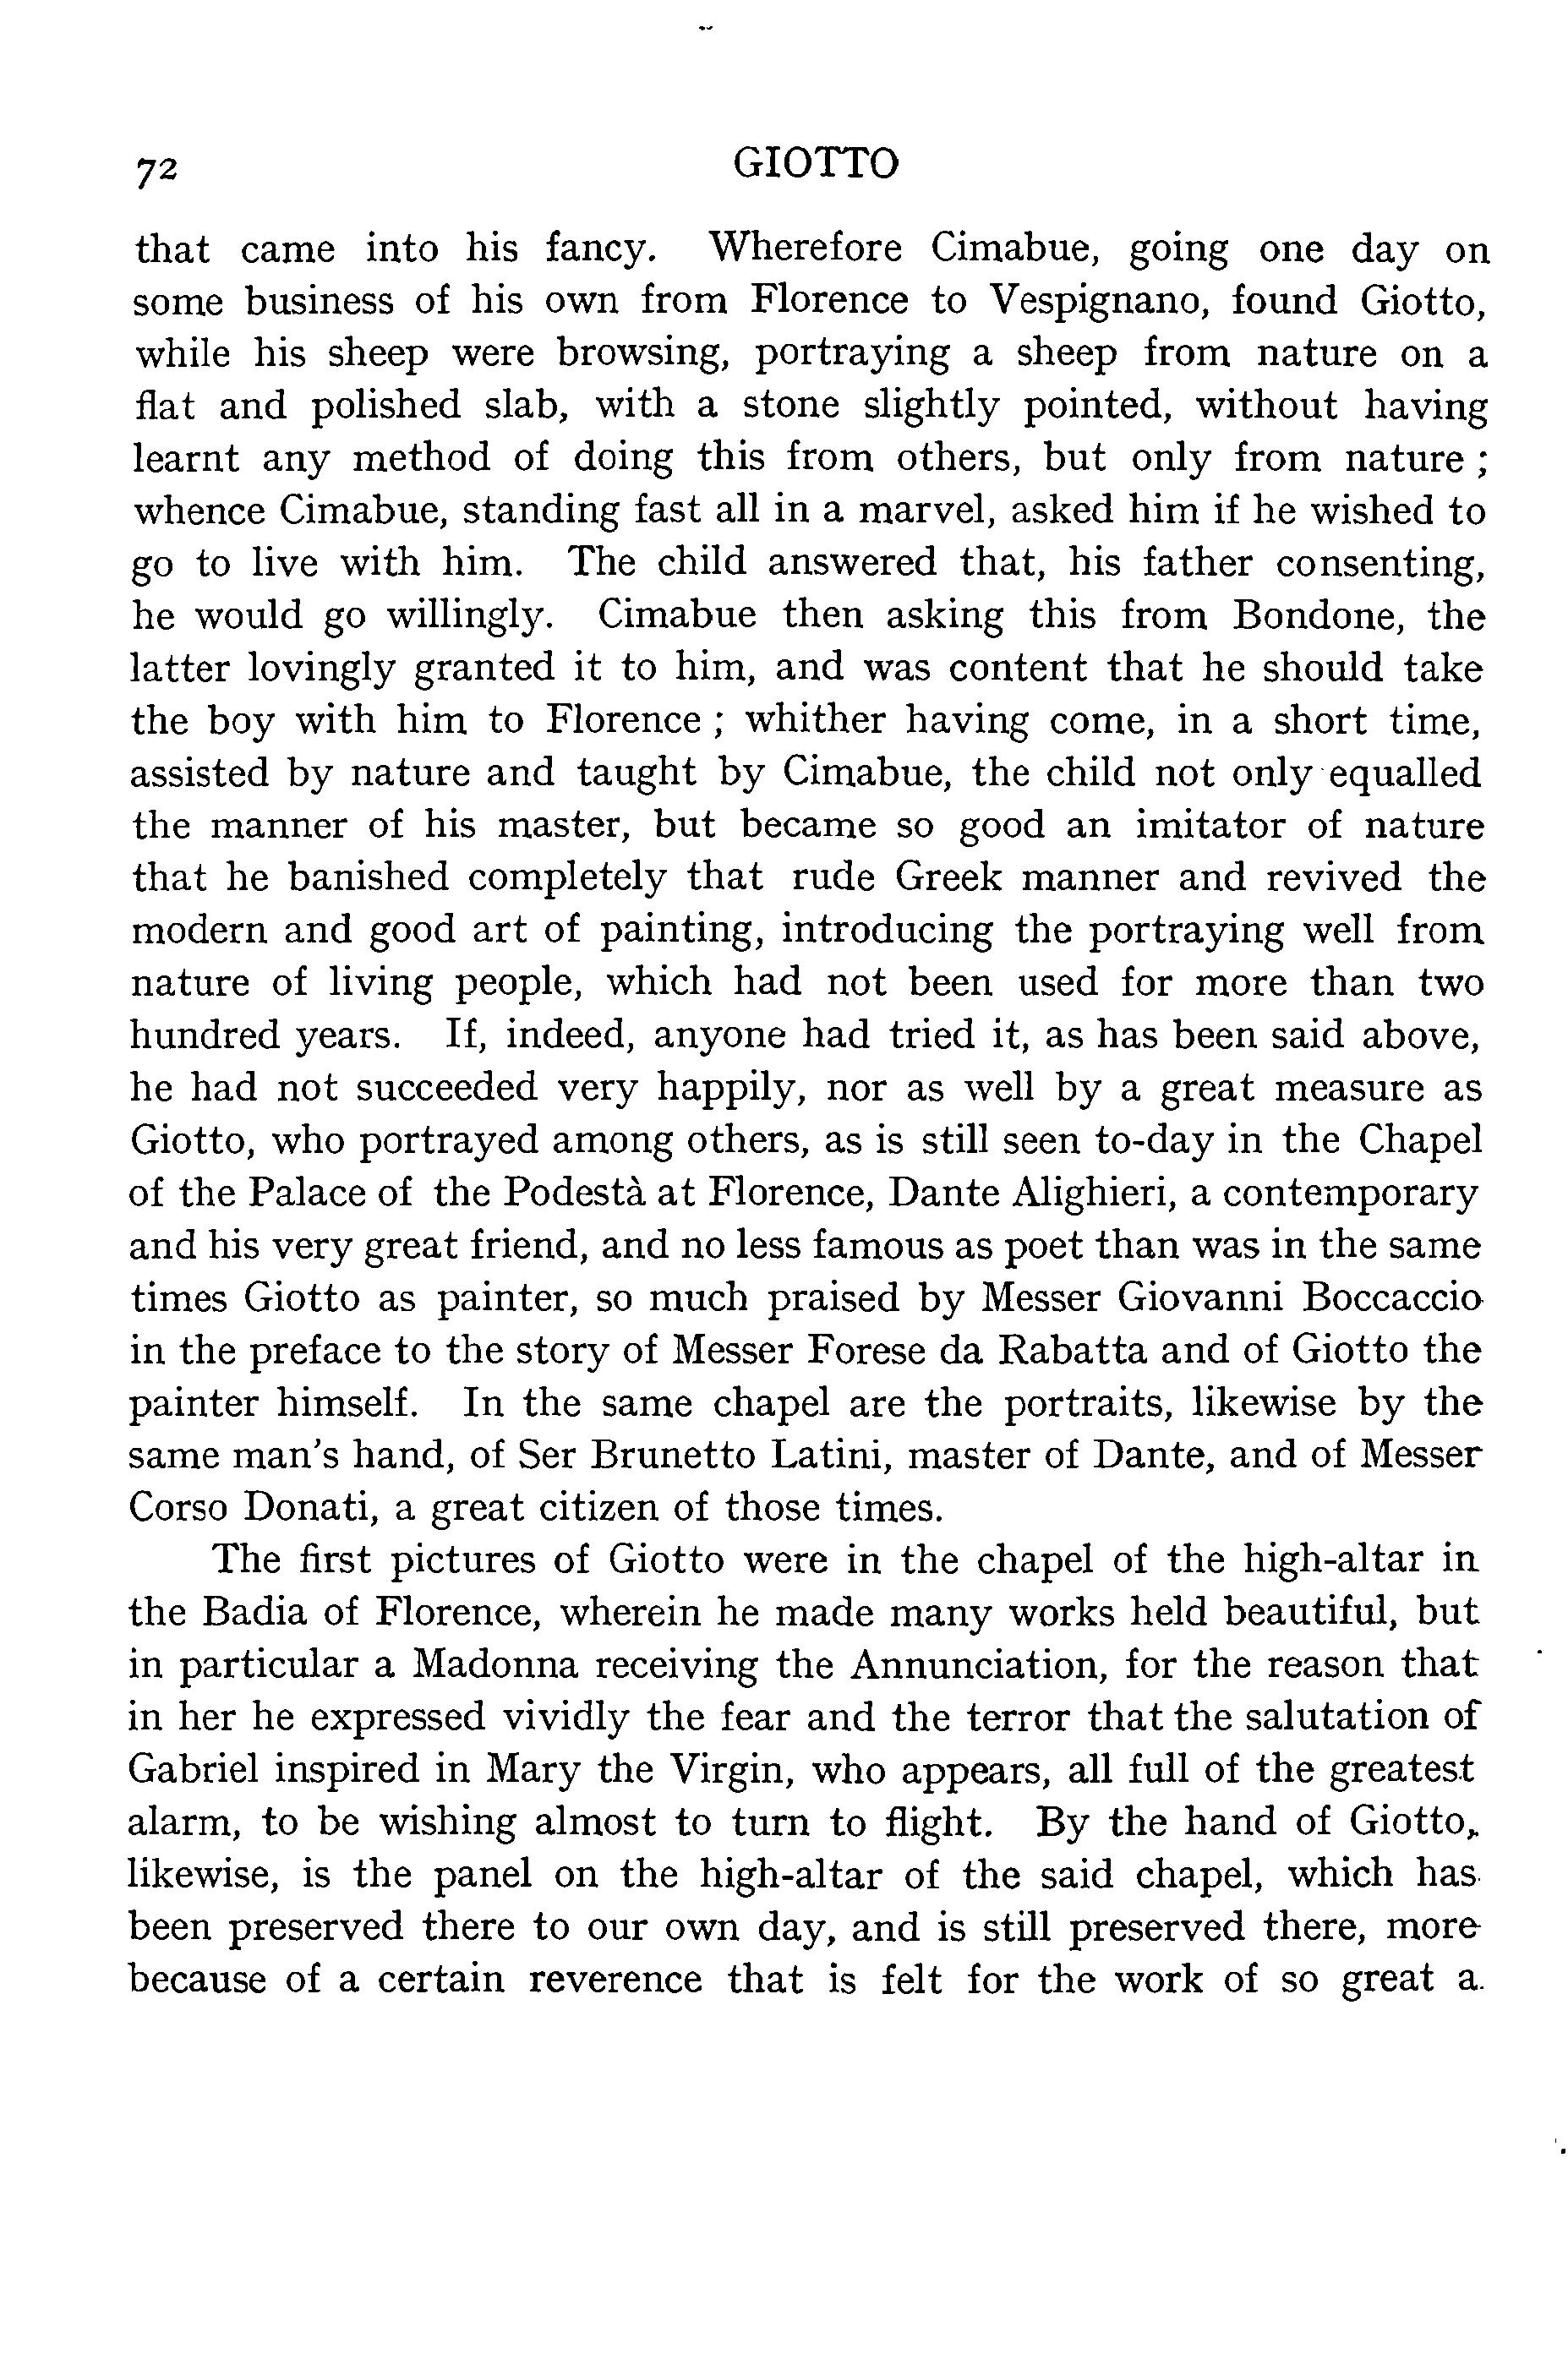 72 GIOTTO
that came into his fancy. Wherefore Cimabue, going one day on
some business of his own from Florence to Vespignano, found Giotto,
while his sheep were browsing, portraying a sheep from nature on a
flat and polished slab, with a stone slightly pointed, without having
learnt any method of doing this from others, but only from nature ;
whence Cimabue, standing fast all in a marvel, asked him if he wished to
go to live with him. The child answered that, his father consenting,
he would go willingly. Cimabue then asking this from Bondone, the
latter lovingly granted it to him, and was content that he should take
the boy with him to Florence ; whither having come, in a short time,
assisted by nature and taught by Cimabue, the child not only equalled
the manner of his master, but became so good an imitator of nature
that he banished completely that rude Greek manner and revived the
modern and good art of painting, introducing the portraying well from
nature of living people, which had not been used for more than two
hundred years. If, indeed, anyone had tried it, as has been said above,
he had not succeeded very happily, nor as well by a great measure as
Giotto, who portrayed among others, as is still seen to-day in the Chapel
of the Palace of the Podestà at Florence, Dante Alighieri, a contemporary
and his very great friend, and no less famous as poet than was in the same
times Giotto as painter, so much praised by Messer Giovanni Boccaccio
in the preface to the story of Messer Forese da Rabatta and of Giotto the
painter himself. In the same chapel are the portraits, likewise by the
same man's hand, of Ser Brunetto Latini, master of Dante, and of Messer
Corso Donati, a great citizen of those times.
The first pictures of Giotto were in the chapel of the high-altar in
the Badia of Florence, wherein he made many works held beautiful, but
in particular a Madonna receiving the Annunciation, for the reason that
in her he expressed vividly the fear and the terror that the salutation of
Gabriel inspired in Mary the Virgin, who appears, all full of the greatest
alarm, to be wishing almost to turn to flight. By the hand of Giotto,
likewise, is the panel on the high-altar of the said chapel, which has
been preserved there to our own day, and is still preserved there, more
because of a certain reverence that is felt for the work of so great a